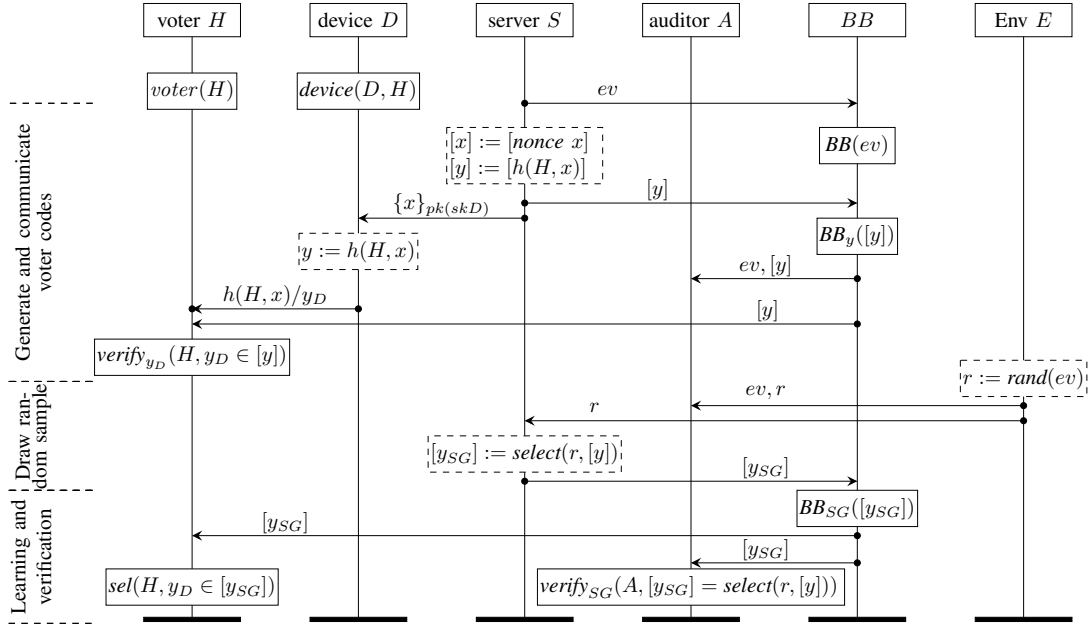 voter H
device D
server S
auditor A
BB
Env E
voter(H)
device(D, H)
ev
Generate and communicate
voter codes
[x] := [nonce x]
[y] := [h(H, x)]
BB(ev)
[y]
{x}pk(skD)
BBy([y])
y := h(H, x)
ev, [y]
h(H, x)/yD
[y]
verifyyD(H, yD ∈ [y])
r := rand(ev)
Draw ran-
dom sample
ev, r
r
[ySG] := select(r, [y])
[ySG]
Learning and
verification
BBSG([ySG])
[ySG]
[ySG]
sel(H, yD ∈ [ySG])
verifySG(A, [ySG] = select(r, [y]))